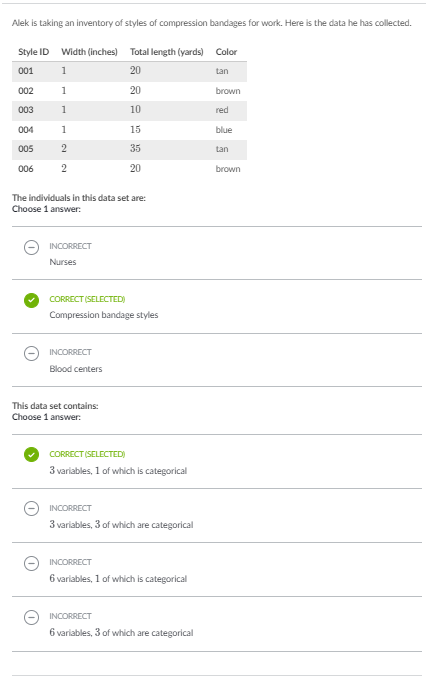 Alek is taking an inventory of styles of compression bandages for work. Here is the data he has collected.
Style ID Width (inches) Total length (yards) Color
001 1 20 tan
002 1 20 brown
003 1 10 red
004 1 15 blue
005 2 35 tan
006 2 20 brown
The individuals in this data set are:
Choose 1 answer:
INCORRECT
Nurses
CORRECT (SELECTED)
Compression bandage styles
INCORRECT
Blood centers
This data set contains:
Choose 1 answer:
CORRECT (SELECTED)
3 variables, 1 of which is categorical
INCORRECT
3 variables, 3 of which are categorical
INCORRECT
6 variables, 1 of which is categorical
INCORRECT
6 variables, 3 of which are categorical